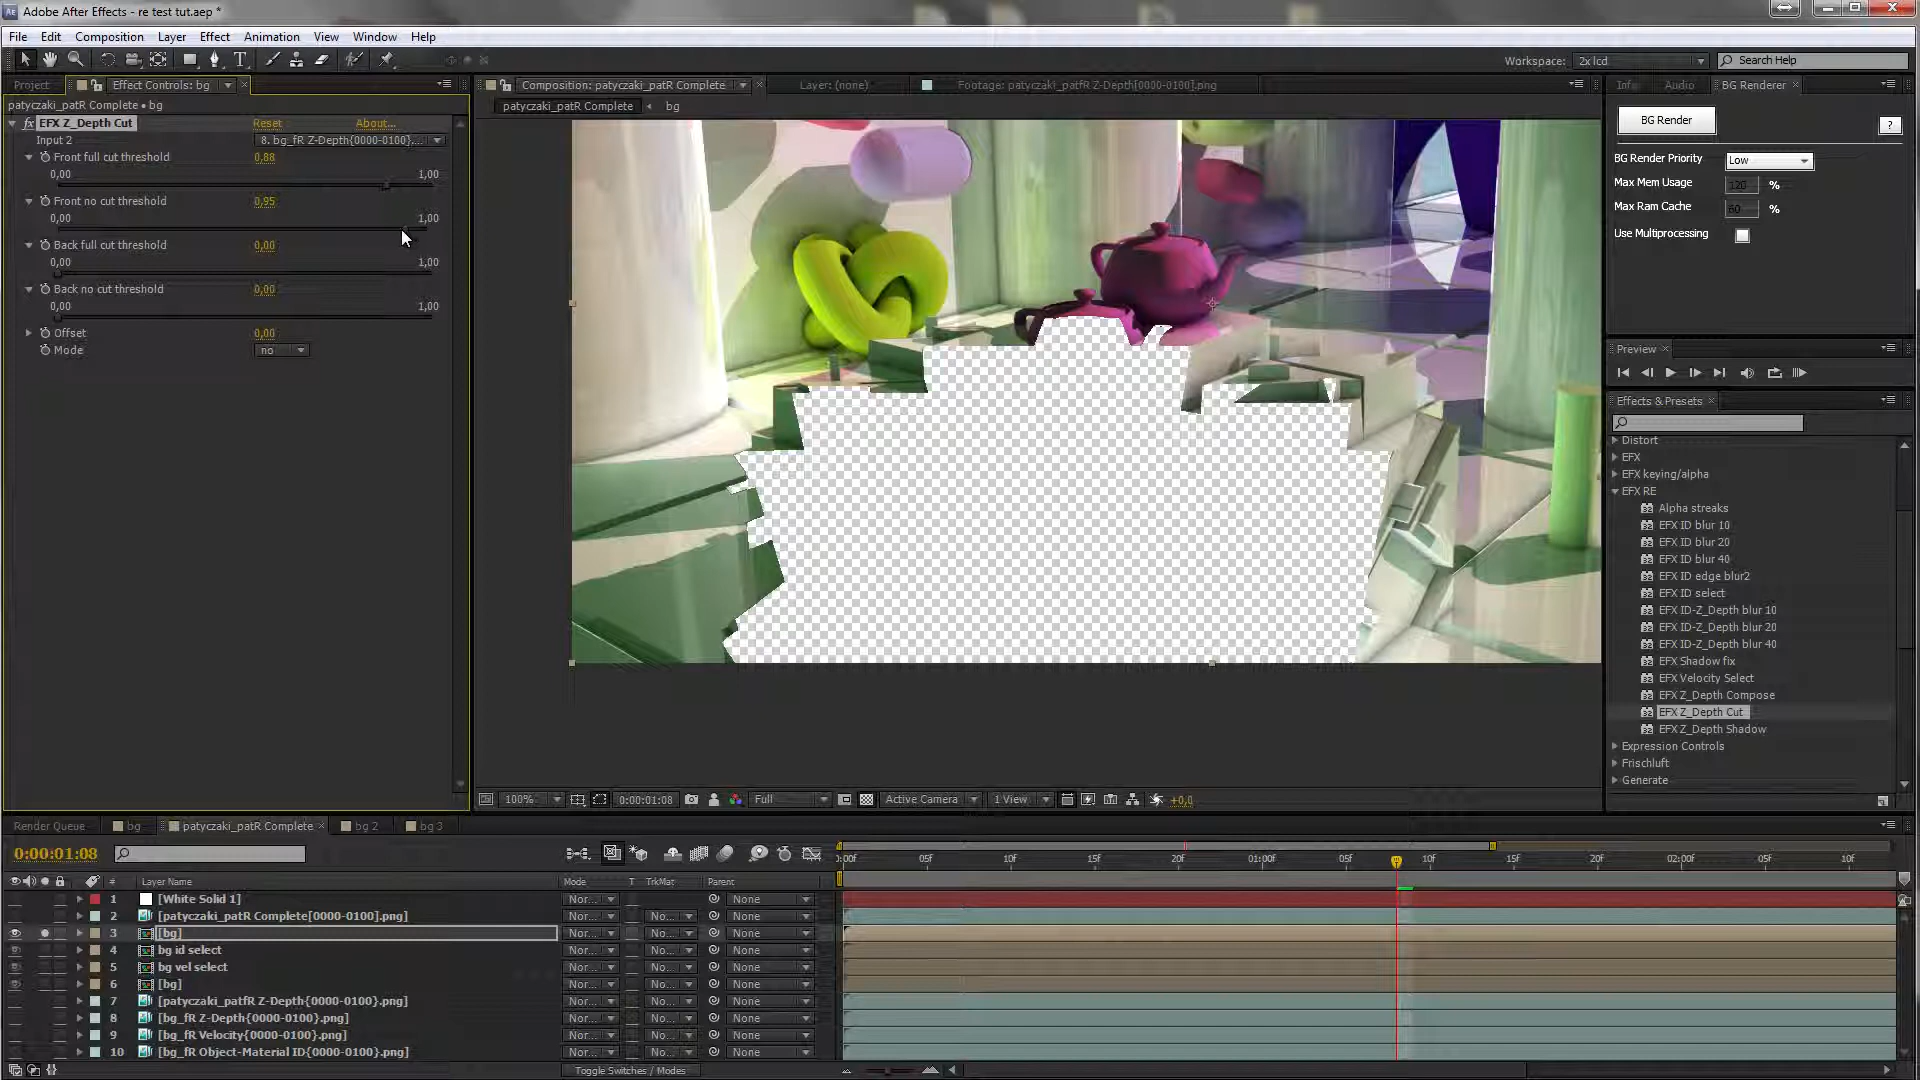 Adobe After Effects - re test tut.aep *
File Edit Composition Layer Effect Animation View Window Help
Workspace: 2x lcd Search Help
Project Effect Controls: bg Composition: patyczaki_patR Complete Layer: (none) Footage: patyczaki_patfR Z-Depth[0000-0100].png Info Audio BG Renderer
patyczaki_patR Complete • bg
patyczaki_patR Complete bg
fx EFX Z_Depth Cut Reset About...
Input 2 8. bg_fR Z-Depth{0000-0100}....
Front full cut threshold 0,88
0,00 1,00
Front no cut threshold 0,95
0,00 1,00
Back full cut threshold 0,00
0,00 1,00
Back no cut threshold 0,00
0,00 1,00
Offset 0,00
Mode no
BG Render ?
BG Render Priority Low
Max Mem Usage 120 %
Max Ram Cache 60 %
Use Multiprocessing
Preview
Effects & Presets
Distort
EFX
EFX keying/alpha
EFX RE
Alpha streaks
EFX ID blur 10
EFX ID blur 20
EFX ID blur 40
EFX ID edge blur2
EFX ID select
EFX ID-Z_Depth blur 10
EFX ID-Z_Depth blur 20
EFX ID-Z_Depth blur 40
EFX Shadow fix
EFX Velocity Select
EFX Z_Depth Compose
EFX Z_Depth Cut
EFX Z_Depth Shadow
Expression Controls
Frischluft
Generate
100% 0:00:01:08 Full Active Camera 1 View +0,0
Render Queue bg patyczaki_patR Complete bg 2 bg 3
0:00:01:08
:00f 05f 10f 15f 20f 01:00f 05f 10f 15f 20f 02:00f 05f 10f
# Layer Name Mode T TrkMat Parent
1 [White Solid 1] Nor... None
2 [patyczaki_patR Complete[0000-0100].png] Nor... No... None
3 [bg] Nor... No... None
4 bg id select Nor... No... None
5 bg vel select Nor... No... None
6 [bg] Nor... No... None
7 [patyczaki_patfR Z-Depth{0000-0100}.png] Nor... No... None
8 [bg_fR Z-Depth{0000-0100}.png] Nor... No... None
9 [bg_fR Velocity{0000-0100}.png] Nor... No... None
10 [bg_fR Object-Material ID{0000-0100}.png] Nor... No... None
Toggle Switches / Modes